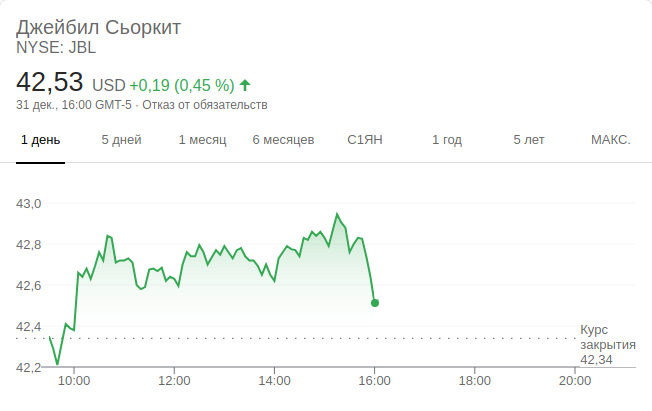 Джейбил Сьоркит
NYSE: JBL
42,53 USD +0,19 (0,45 %)
31 дек., 16:00 GMT-5 · Отказ от обязательств
1 день 5 дней 1 месяц 6 месяцев С1ЯН 1 год 5 лет МАКС.
43,0
42,8
42,6
42,4
Курс
закрытия
42,34
42,2
10:00 12:00 14:00 16:00 18:00 20:00